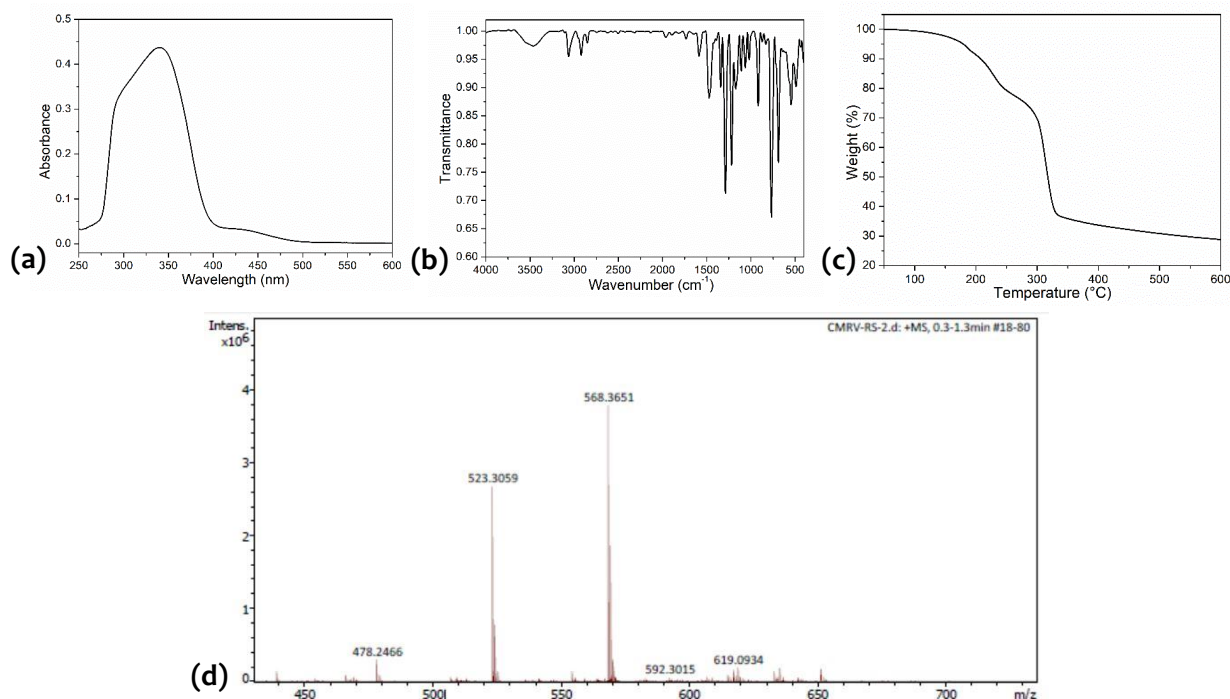 0.5
0.4
0.3
0.2
0.1
0.0
Absorbance
250 300 350 400 450 500 550 600
Wavelength (nm)
(a)
1.00
0.95
0.90
0.85
0.80
0.75
0.70
0.65
0.60
Transmittance
4000 3500 3000 2500 2000 1500 1000 500
Wavenumber (cm⁻¹)
(b)
100
90
80
70
60
50
40
30
20
Weight (%)
100 200 300 400 500 600
Temperature (°C)
(c)
Intens.
x10⁶
CMRV-RS-2.d: +MS, 0.3-1.3min #18-80
4
3
2
1
0
568.3651
523.3059
478.2466
592.3015
619.0934
450 500 550 600 650 700 m/z
(d)